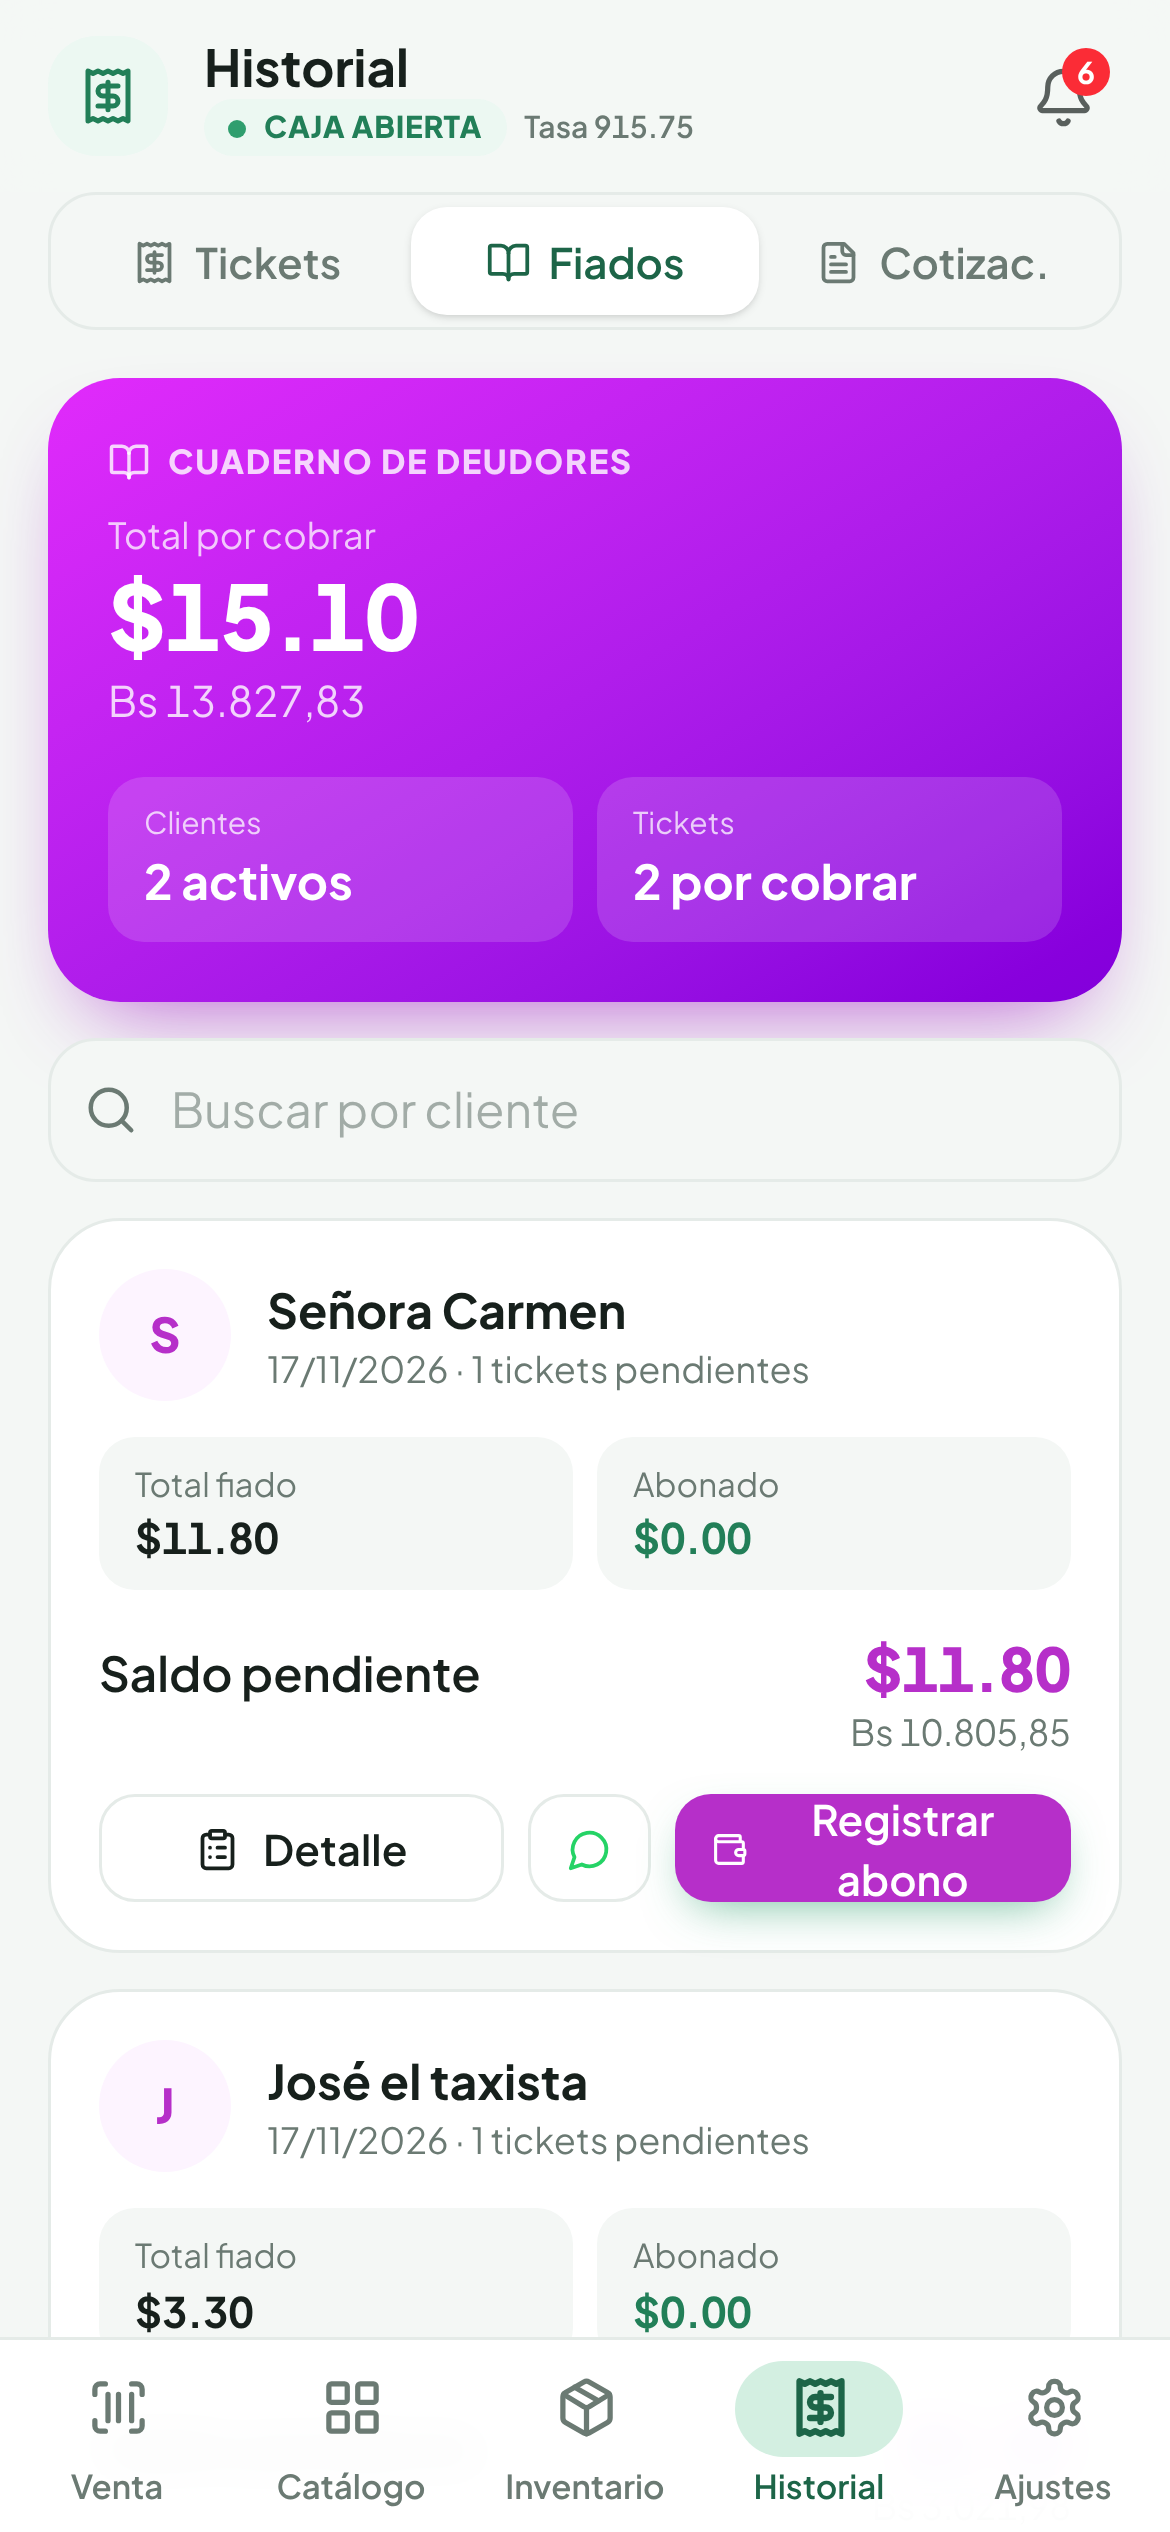 Historial
6
CAJA ABIERTA Tasa 915.75
Tickets Fiados Cotizac.
CUADERNO DE DEUDORES
Total por cobrar
$15.10
Bs 13.827,83
Clientes Tickets
2 activos 2 por cobrar
Buscar por cliente
S
Señora Carmen
17/11/2026 · 1 tickets pendientes
Total fiado Abonado
$11.80 $0.00
Saldo pendiente $11.80
Bs 10.805,85
Detalle Registrar abono
J
José el taxista
17/11/2026 · 1 tickets pendientes
Total fiado Abonado
$3.30 $0.00
Venta Catálogo Inventario Historial Ajustes